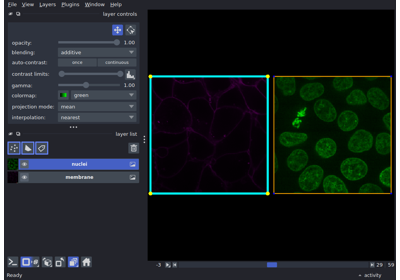 File View Layers Plugins Window Help
layer controls
opacity: 1.00
blending: additive
auto-contrast: once continuous
contrast limits:
gamma: 1.00
colormap: green
projection mode: mean
interpolation: nearest
layer list
nuclei
membrane
-3 29 59
Ready activity